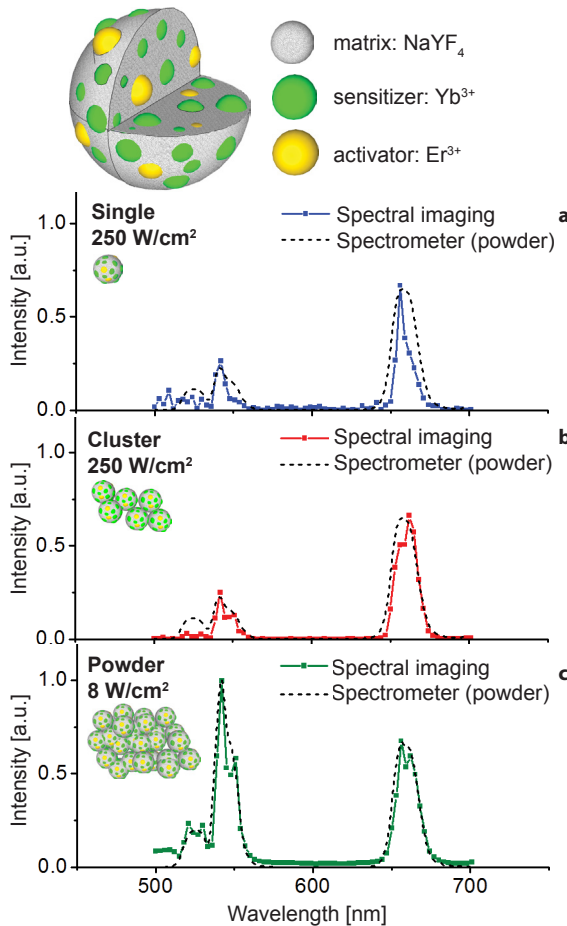 matrix: NaYF₄
sensitizer: Yb³⁺
activator: Er³⁺
Single
250 W/cm²
Spectral imaging
Spectrometer (powder)
a
Intensity [a.u.]
1.0
0.5
0.0
Cluster
250 W/cm²
Spectral imaging
Spectrometer (powder)
b
Intensity [a.u.]
1.0
0.5
0.0
Powder
8 W/cm²
Spectral imaging
Spectrometer (powder)
c
Intensity [a.u.]
1.0
0.5
0.0
500 600 700
Wavelength [nm]